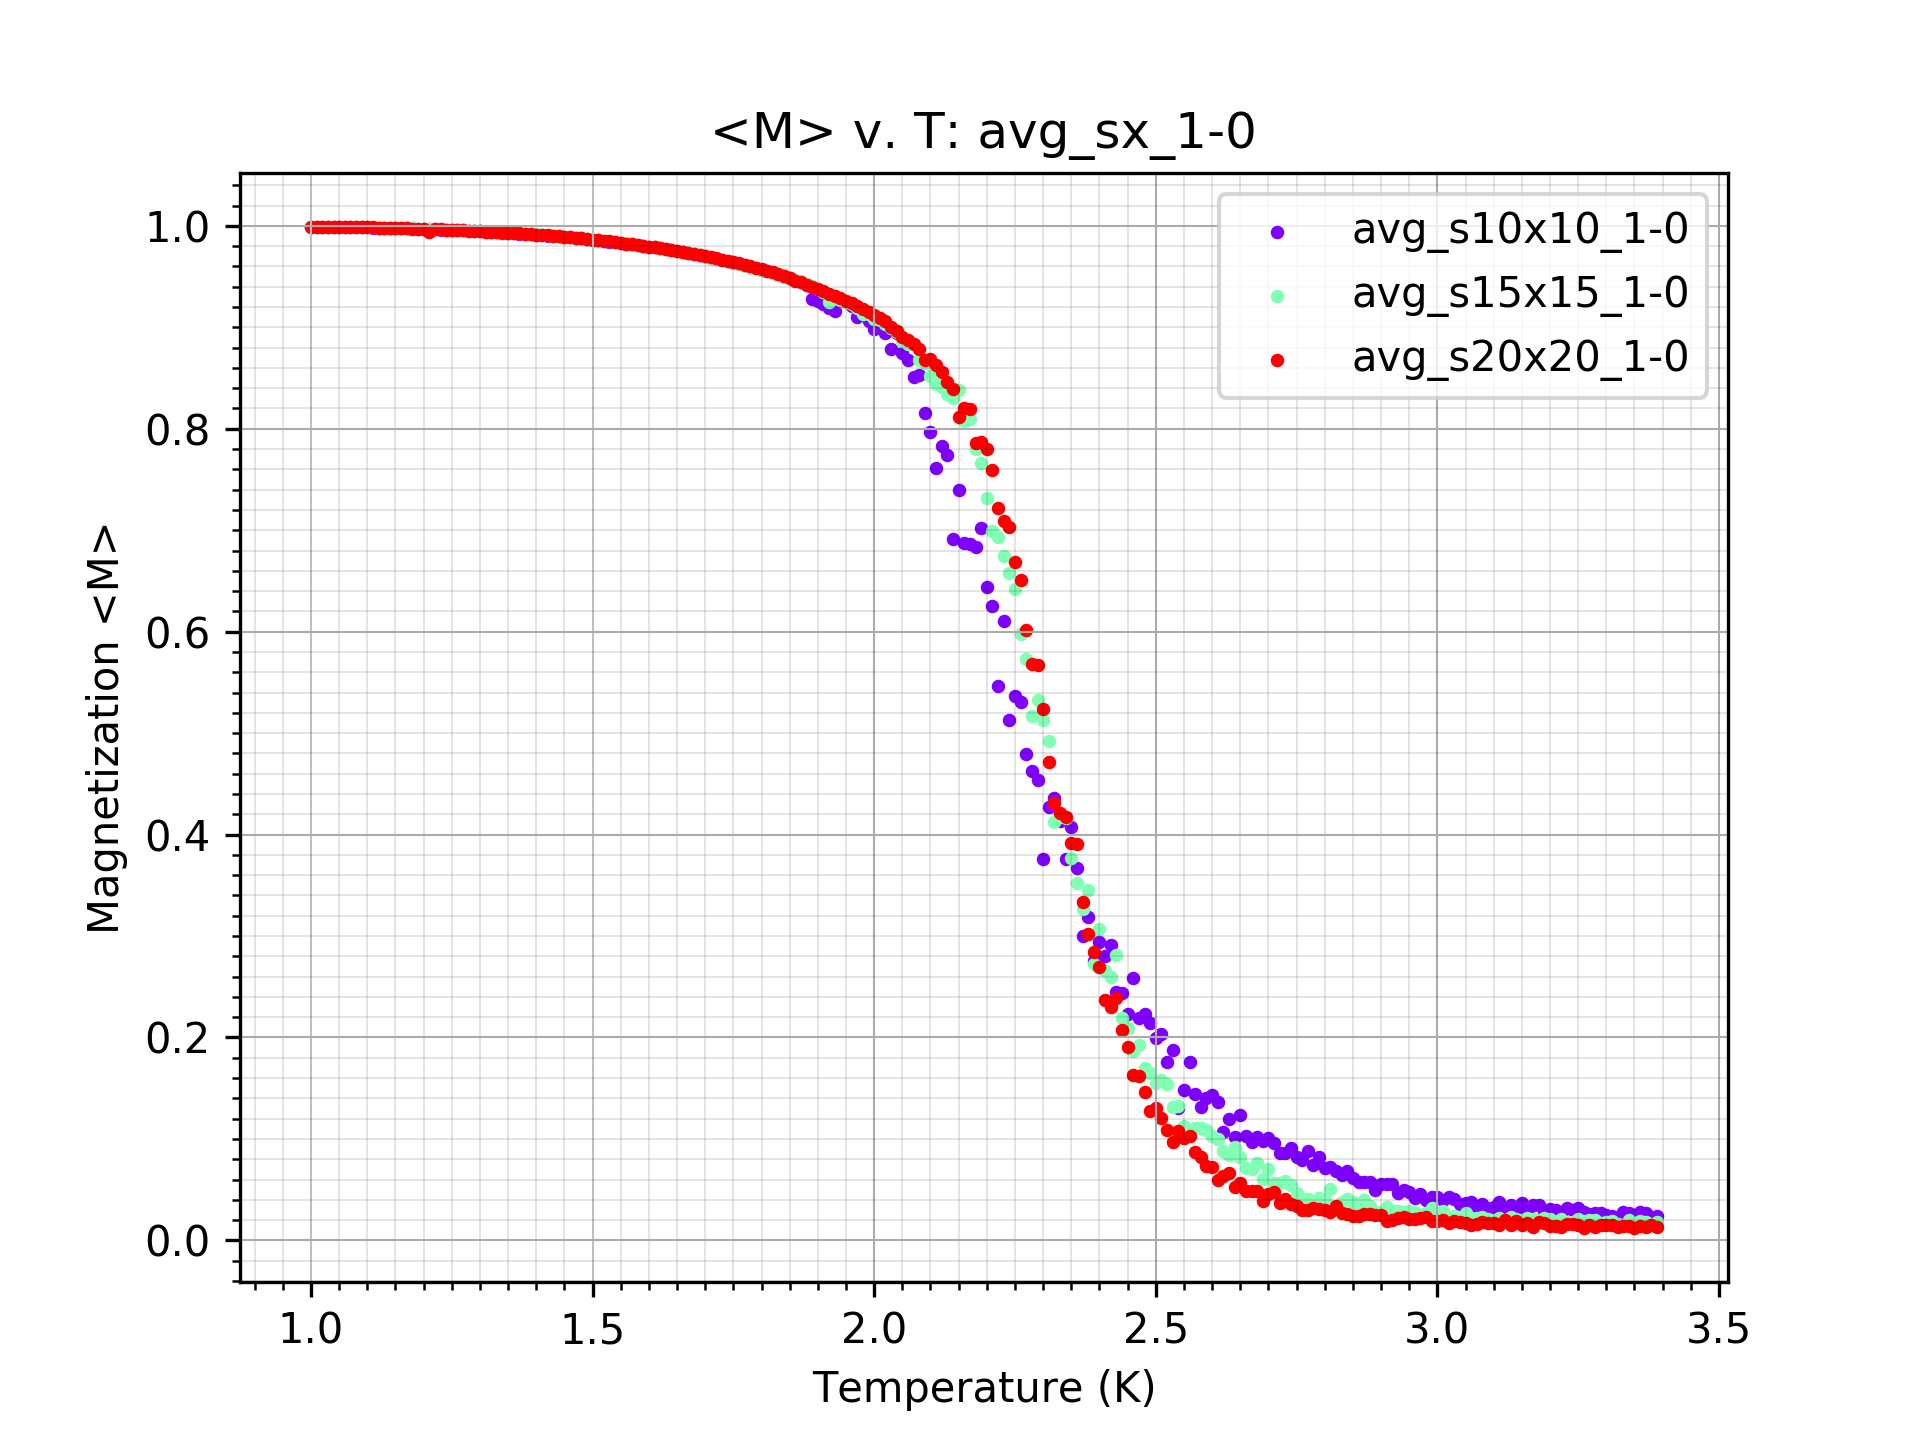 <M> v. T: avg_sx_1-0
avg_s10x10_1-0
avg_s15x15_1-0
avg_s20x20_1-0
Magnetization <M>
1.0
0.8
0.6
0.4
0.2
0.0
1.0 1.5 2.0 2.5 3.0 3.5
Temperature (K)